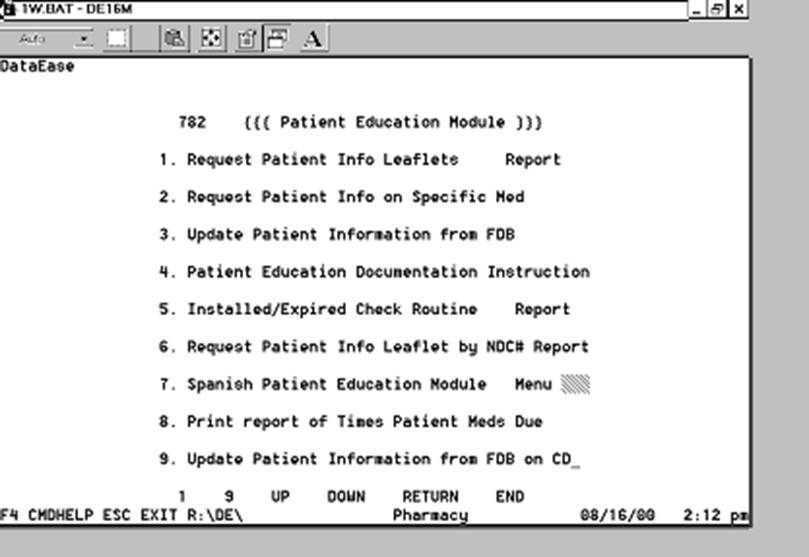 1W.BAT - DE16M
Auto A
DataEase
782 ((( Patient Education Module )))
1. Request Patient Info Leaflets Report
2. Request Patient Info on Specific Med
3. Update Patient Information from FDB
4. Patient Education Documentation Instruction
5. Installed/Expired Check Routine Report
6. Request Patient Info Leaflet by NDC# Report
7. Spanish Patient Education Module Menu
8. Print report of Times Patient Meds Due
9. Update Patient Information from FDB on CD_
1 9 UP DOWN RETURN END
F4 CMDHELP ESC EXIT R:\DE\ Pharmacy 08/16/00 2:12 pm